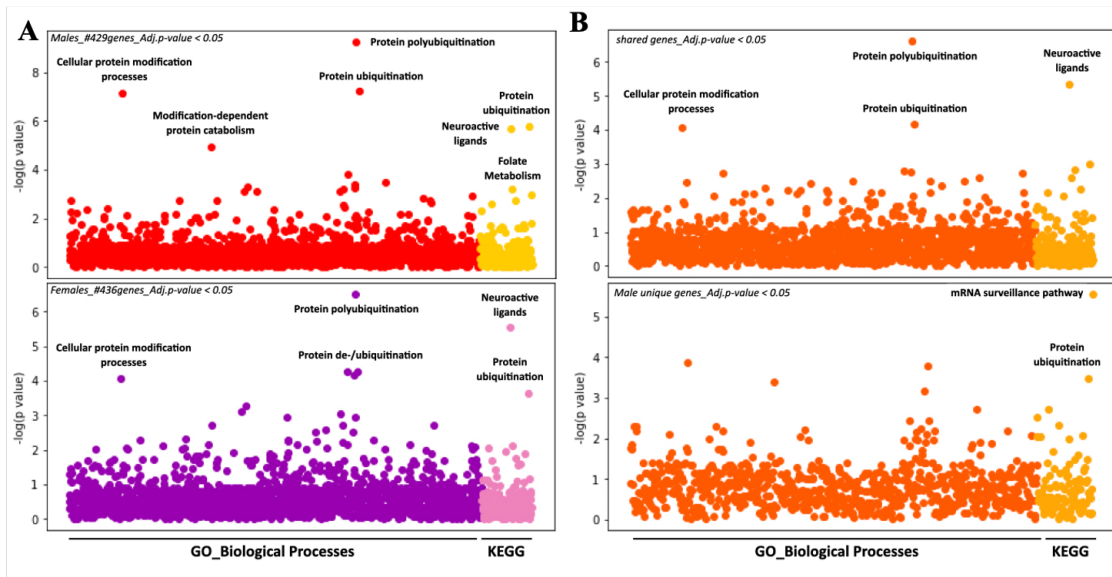 A
Males_#429genes_Adj.p-value < 0.05
Protein polyubiquitination
Cellular protein modification
processes
Protein ubiquitination
Modification-dependent
protein catabolism
Protein
ubiquitination
Neuroactive
ligands
Folate
Metabolism
-log(p value)
8
6
4
2
0
Females_#436genes_Adj.p-value < 0.05
Protein polyubiquitination
Neuroactive
ligands
Cellular protein modification
processes
Protein de-/ubiquitination
Protein
ubiquitination
-log(p value)
6
5
4
3
2
1
0
GO_Biological Processes
KEGG
B
shared genes_Adj.p-value < 0.05
Protein polyubiquitination
Neuroactive
ligands
Cellular protein modification
processes
Protein ubiquitination
-log(p value)
6
5
4
3
2
1
0
Male unique genes_Adj.p-value < 0.05
mRNA surveillance pathway
Protein
ubiquitination
-log(p value)
5
4
3
2
1
0
GO_Biological Processes
KEGG